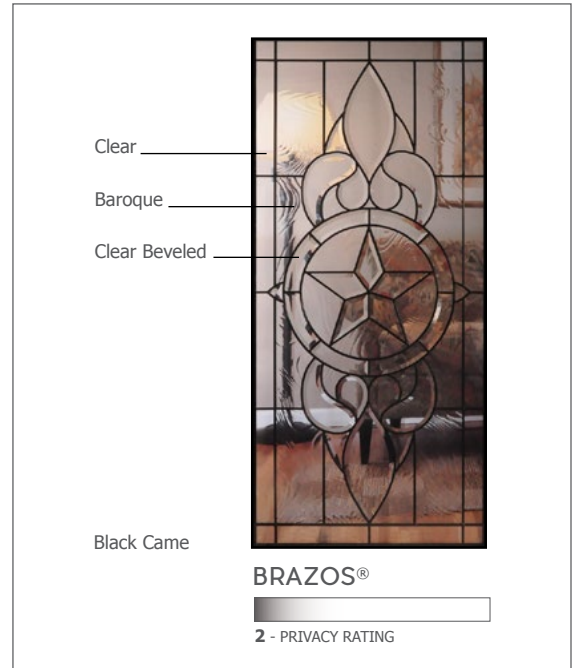 Clear
Baroque
Clear Beveled
Black Came
BRAZOS®
2 - PRIVACY RATING